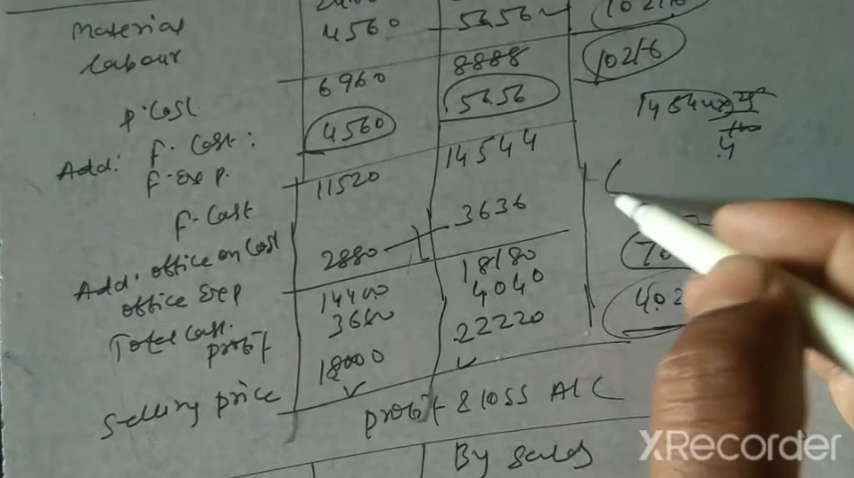 Material 4560 5656 10216
Labour
6960 8888 10216
P. Cost
Add: F. Cost: 4560 5656
F. Exp.
11520 14544
F. Cost
Add: office on Cost 2880 3636
office Exp
14400 18180
Total Cost. 3600 4040
Profit
Selling price 18000 22220
Profit & loss A/C
By Sales
XRecorder